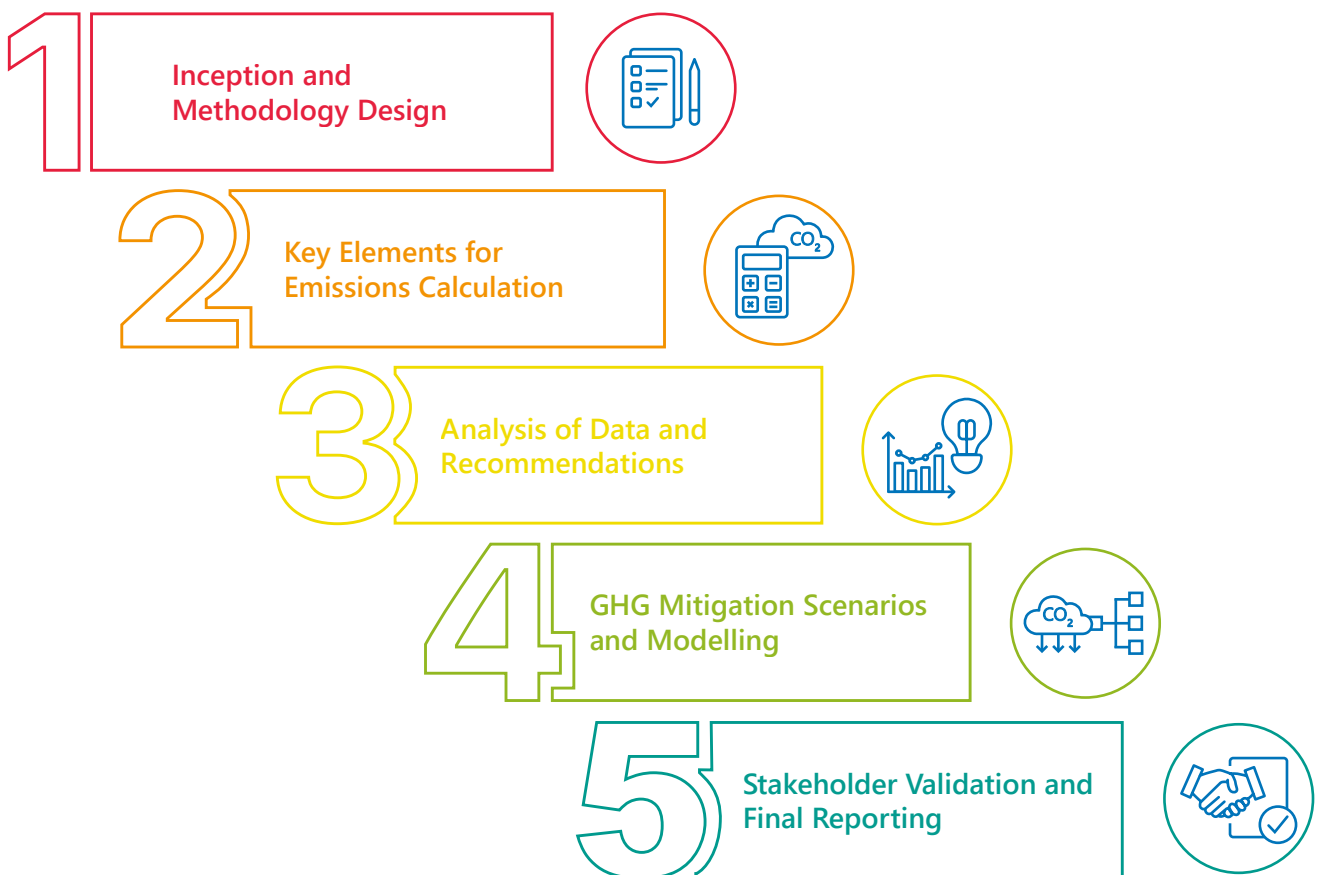 1
Inception and
Methodology Design
2
Key Elements for
Emissions Calculation
CO₂
3
Analysis of Data and
Recommendations
4
GHG Mitigation Scenarios
and Modelling
CO₂
5
Stakeholder Validation and
Final Reporting